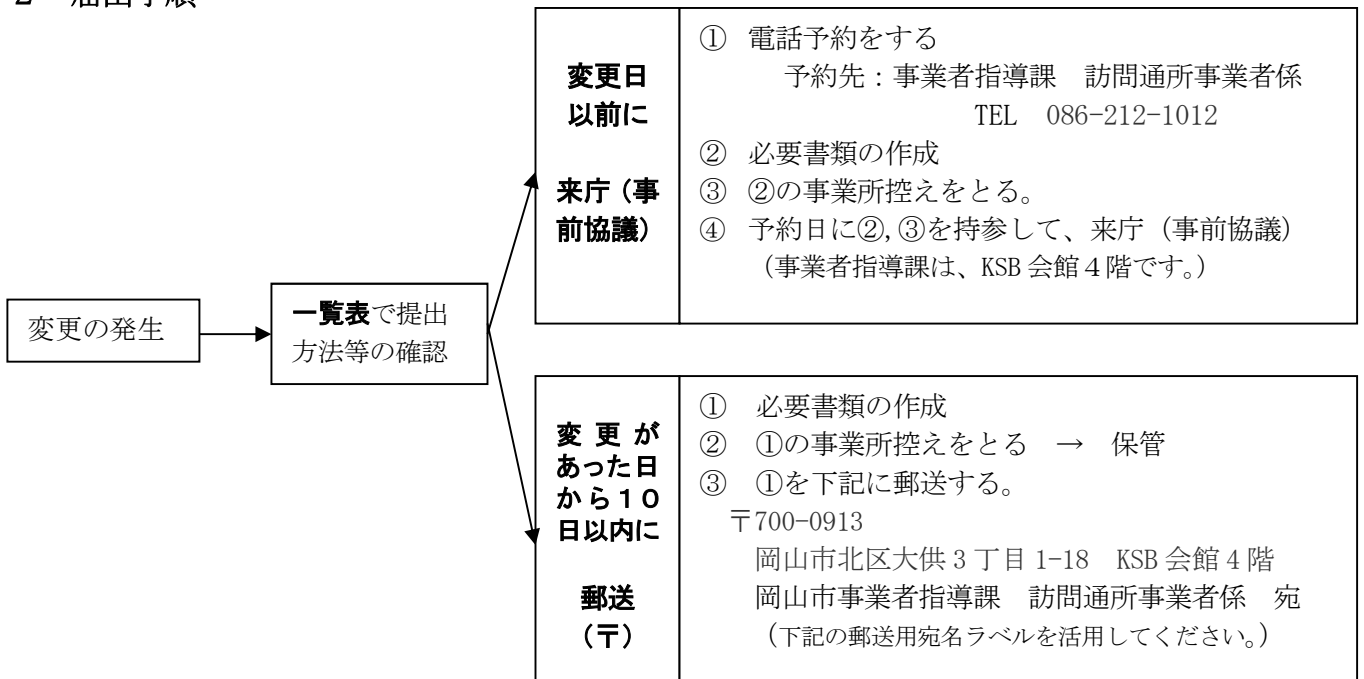 変更の発生
一覧表で提出
方法等の確認
変更日
以前に
来庁（事
前協議）
① 電話予約をする
予約先：事業者指導課　訪問通所事業者係
TEL　086-212-1012
② 必要書類の作成
③ ②の事業所控えをとる。
④ 予約日に②,③を持参して、来庁（事前協議）
（事業者指導課は、KSB 会館４階です。）
変更が
あった日
から１０
日以内に
郵送
（〒）
① 必要書類の作成
② ①の事業所控えをとる　→　保管
③ ①を下記に郵送する。
〒700-0913
岡山市北区大供 3 丁目 1-18　KSB 会館 4 階
岡山市事業者指導課　訪問通所事業者係　宛
（下記の郵送用宛名ラベルを活用してください。）